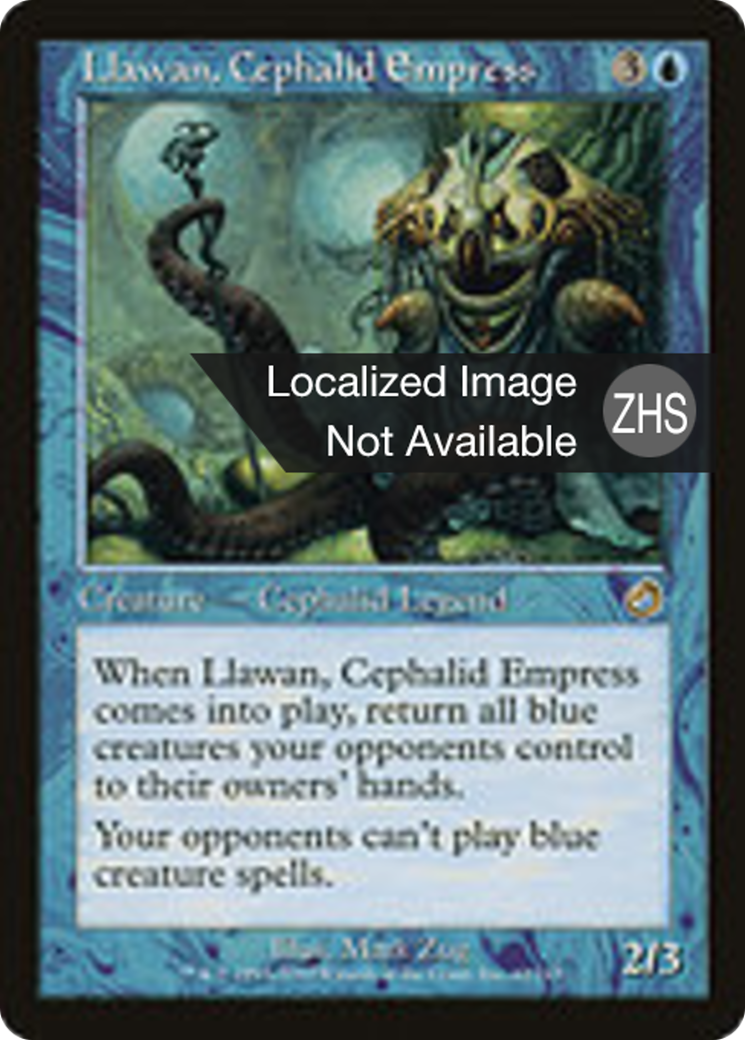 Llawan, Cephalid Empress 3
Localized Image
Not Available
ZHS
Creature — Cephalid Legend
When Llawan, Cephalid Empress
comes into play, return all blue
creatures your opponents control
to their owners' hands.
Your opponents can't play blue
creature spells.
Illus. Mark Zug
2/3